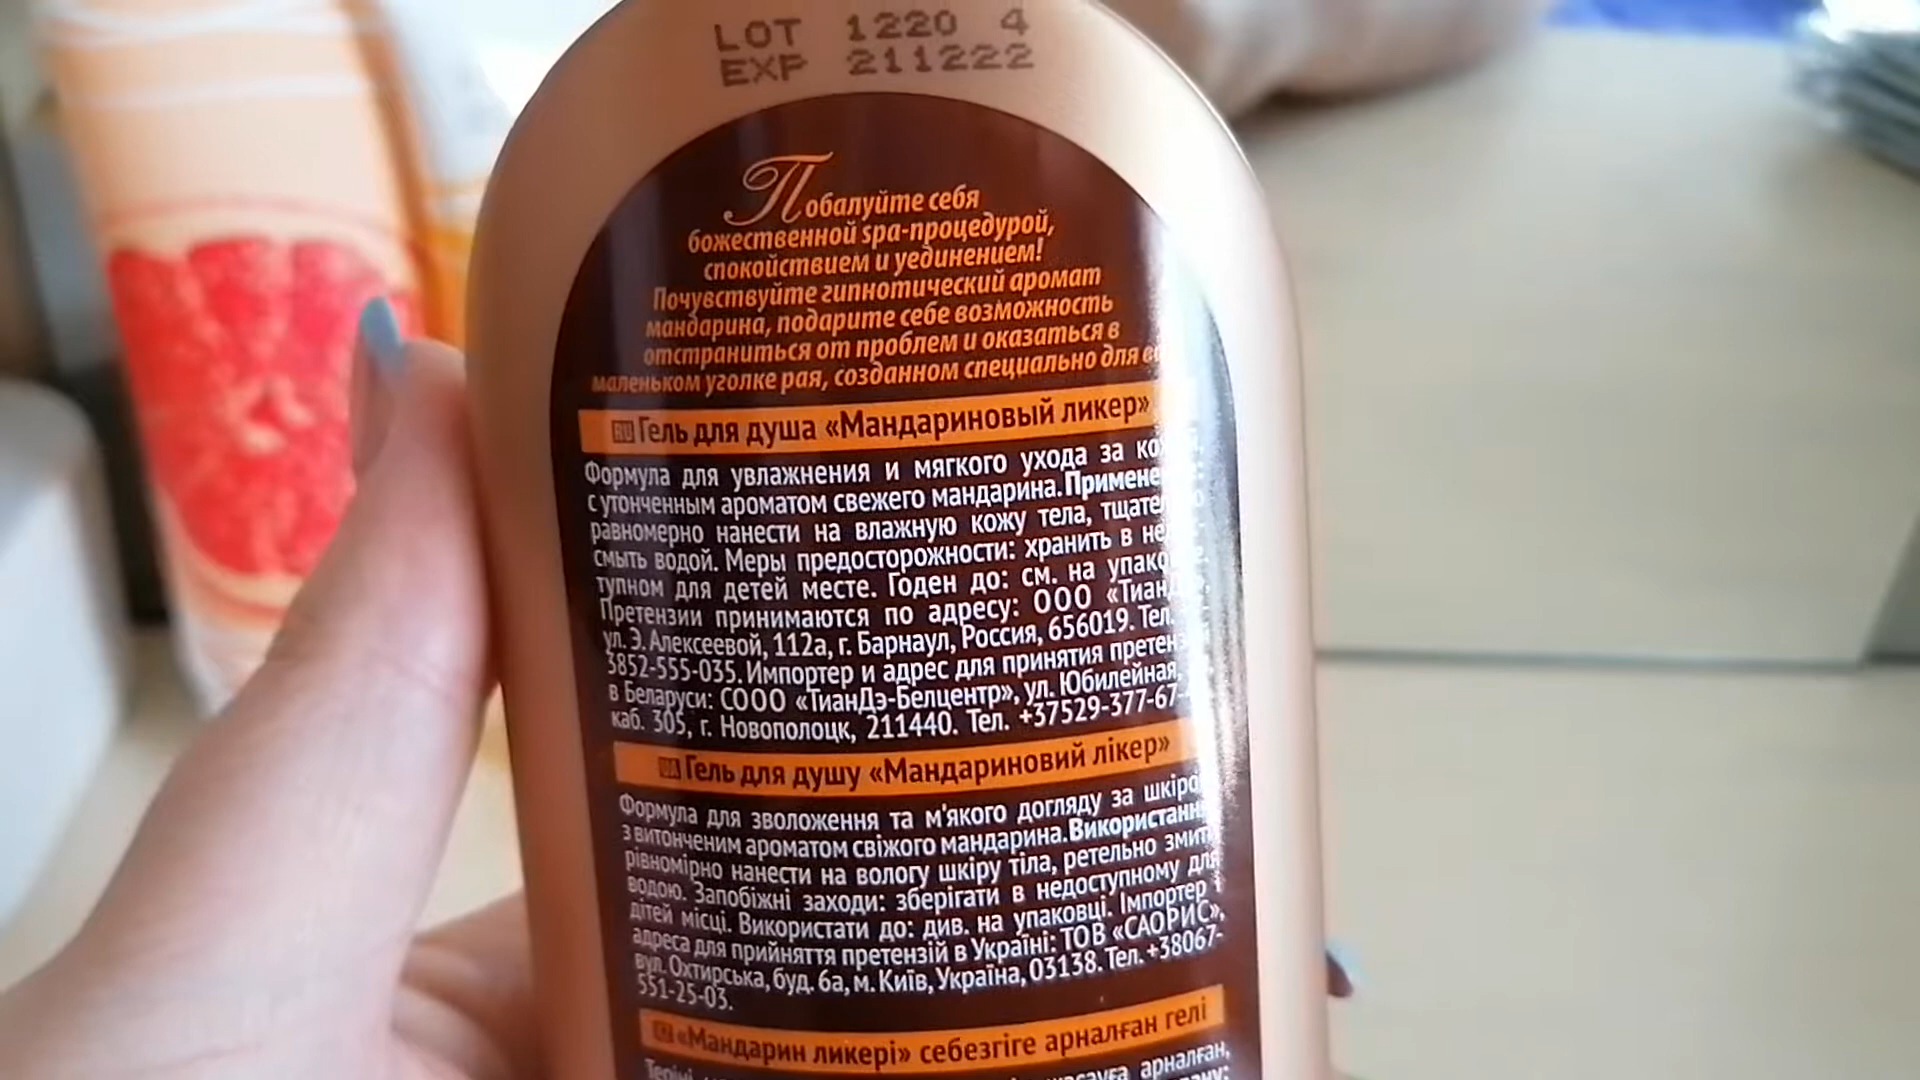 LOT 1220 4
EXP 211222
Побалуйте себя
божественной spa-процедурой,
спокойствием и уединением!
Почувствуйте гипнотический аромат
мандарина, подарите себе возможность
отстраниться от проблем и оказаться в
маленьком уголке рая, созданном специально для
RU Гель для душа «Мандариновый ликер»
Формула для увлажнения и мягкого ухода за
с утонченным ароматом свежего мандарина.
равномерно нанести на влажную кожу тела,
смыть водой. Меры предосторожности: хранить в
тупном для детей месте. Годен до: см. на
Претензии принимаются по адресу: ООО
ул. Э. Алексеевой, 112а, г. Барнаул, Россия, 656019. Тел.
3852-555-035. Импортер и адрес для принятия
в Беларуси: СООО «ТианДэ-Белцентр», ул. Юбилейная,
каб. 305, г. Новополоцк, 211440. Тел. +37529-377-67-
UA Гель для душу «Мандариновий лікер»
Формула для зволоження та м'якого догляду за
з витонченим ароматом свіжого мандарина. Використання
рівномірно нанести на вологу шкіру тіла, ретельно змити
водою. Запобіжні заходи: зберігати в недоступному для
дітей місці. Використати до: див. на упаковці. Імпортер і
адреса для прийняття претензій в Україні: ТОВ «САОРИС»,
вул. Охтирська, буд. 6а, м. Київ, Україна, 03138. Тел. +38067-
551-25-03.
«Мандарин ликері» себезгіге арналған гелі
арналған,